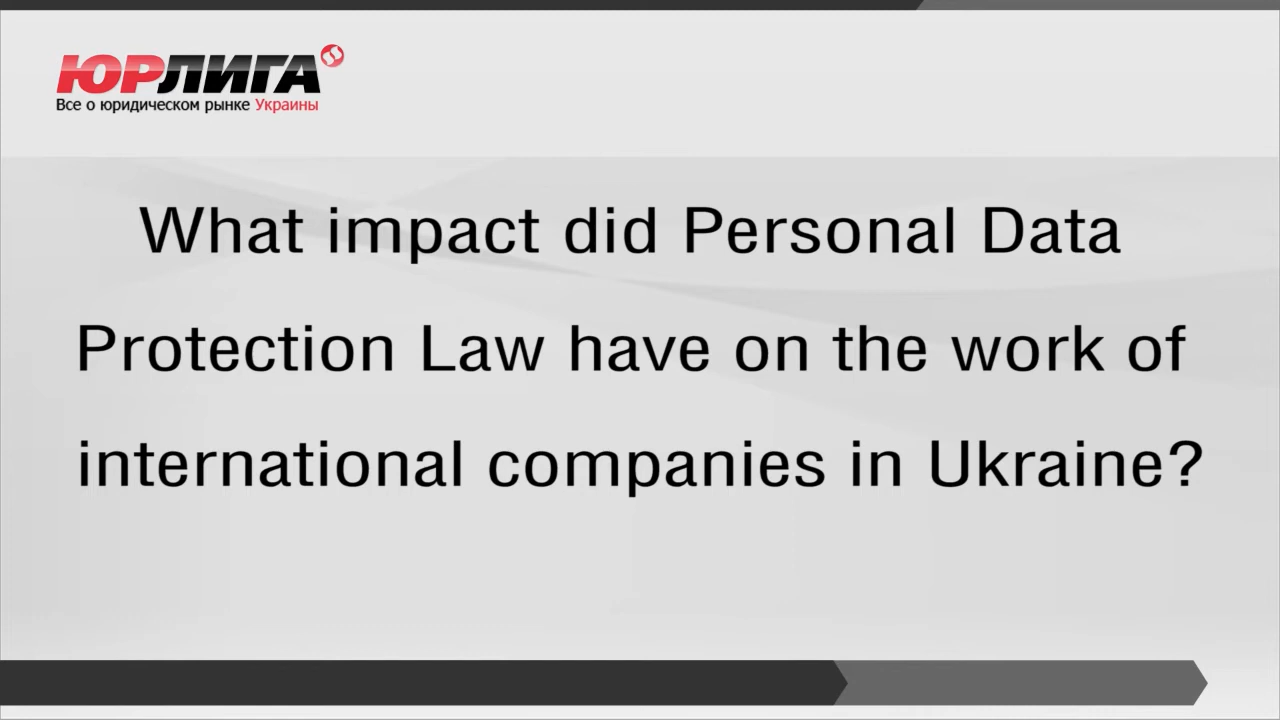 ЮРЛИГА
Все о юридическом рынке Украины
What impact did Personal Data
Protection Law have on the work of
international companies in Ukraine?